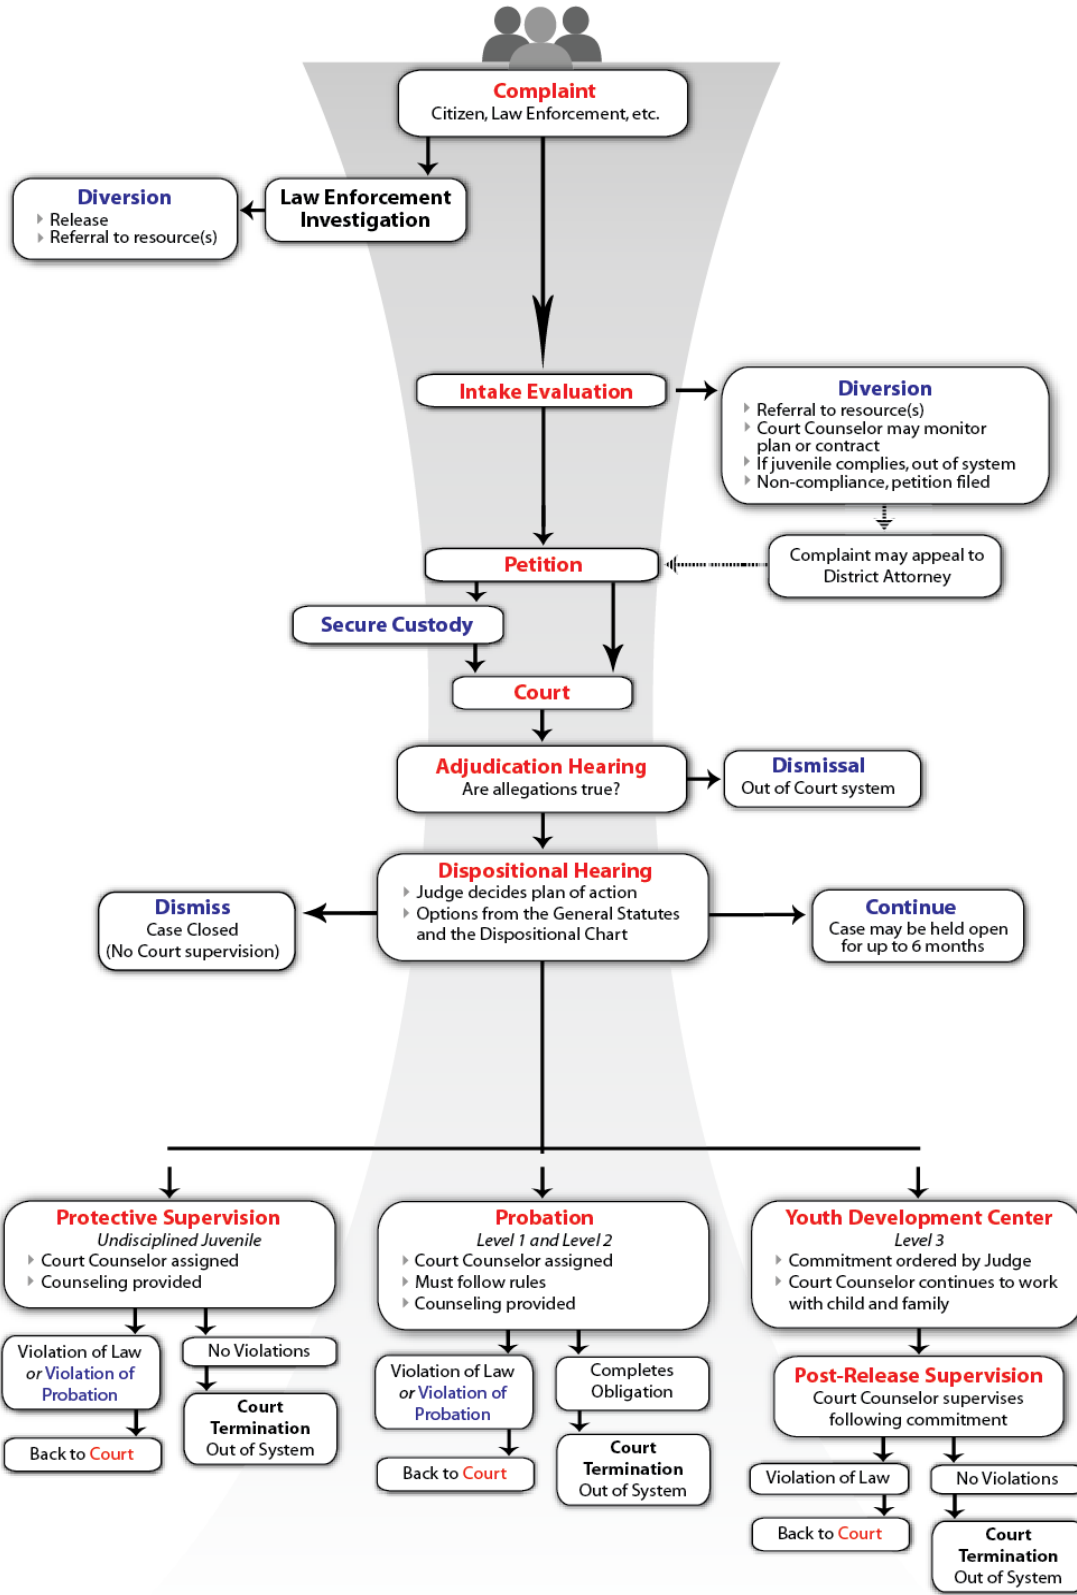 Complaint
Citizen, Law Enforcement, etc.
Diversion
Release
Referral to resource(s)
Law Enforcement
Investigation
Intake Evaluation
Diversion
Referral to resource(s)
Court Counselor may monitor
plan or contract
If juvenile complies, out of system
Non-compliance, petition filed
Petition
Complaint may appeal to
District Attorney
Secure Custody
Court
Adjudication Hearing
Are allegations true?
Dismissal
Out of Court system
Dispositional Hearing
Judge decides plan of action
Options from the General Statutes
and the Dispositional Chart
Dismiss
Case Closed
(No Court supervision)
Continue
Case may be held open
for up to 6 months
Protective Supervision
Undisciplined Juvenile
Court Counselor assigned
Counseling provided
Violation of Law
or Violation of
Probation
Back to Court
No Violations
Court
Termination
Out of System
Probation
Level 1 and Level 2
Court Counselor assigned
Must follow rules
Counseling provided
Violation of Law
or Violation of
Probation
Back to Court
Completes
Obligation
Court
Termination
Out of System
Youth Development Center
Level 3
Commitment ordered by Judge
Court Counselor continues to work
with child and family
Post-Release Supervision
Court Counselor supervises
following commitment
Violation of Law
Back to Court
No Violations
Court
Termination
Out of System